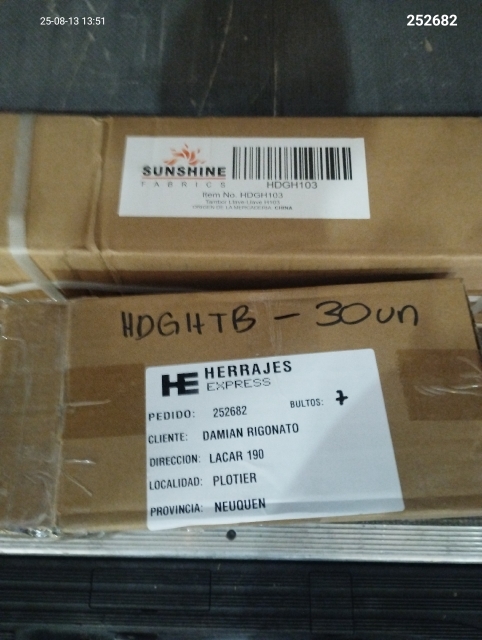 25-08-13 13:51
252682
SUNSHINE
FABRICS
HDGH103
Item No. HDGH103
ORIGEN DE LA MERCADERIA: CHINA
HDGHTB - 30un
HE HERRAJES
EXPRESS
PEDIDO: 252682 BULTOS: 7
CLIENTE: DAMIAN RIGONATO
DIRECCION: LACAR 190
LOCALIDAD: PLOTIER
PROVINCIA: NEUQUEN